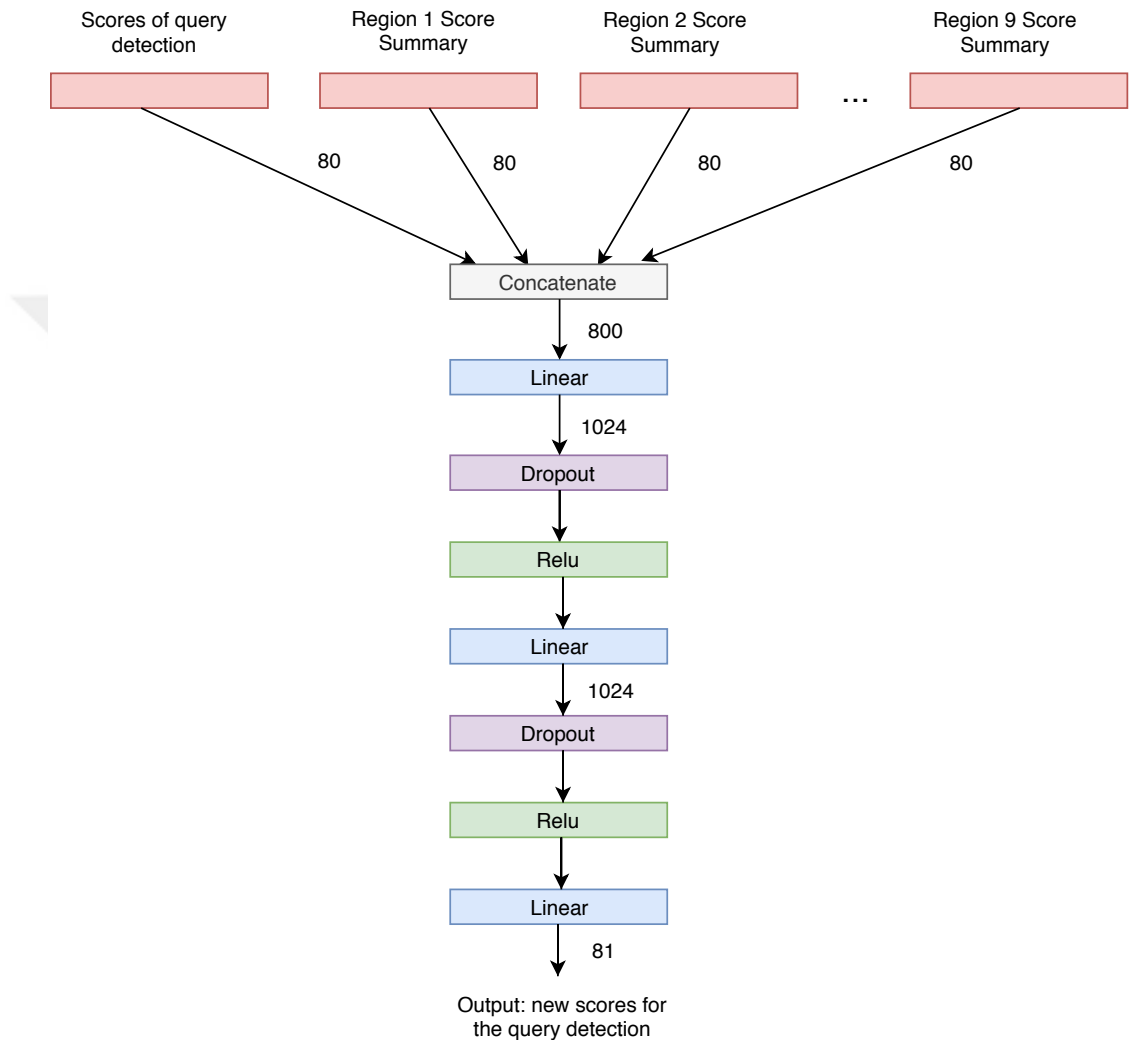 Scores of query
detection
Region 1 Score
Summary
Region 2 Score
Summary
Region 9 Score
Summary
...
80
80
80
80
Concatenate
800
Linear
1024
Dropout
Relu
Linear
1024
Dropout
Relu
Linear
81
Output: new scores for
the query detection